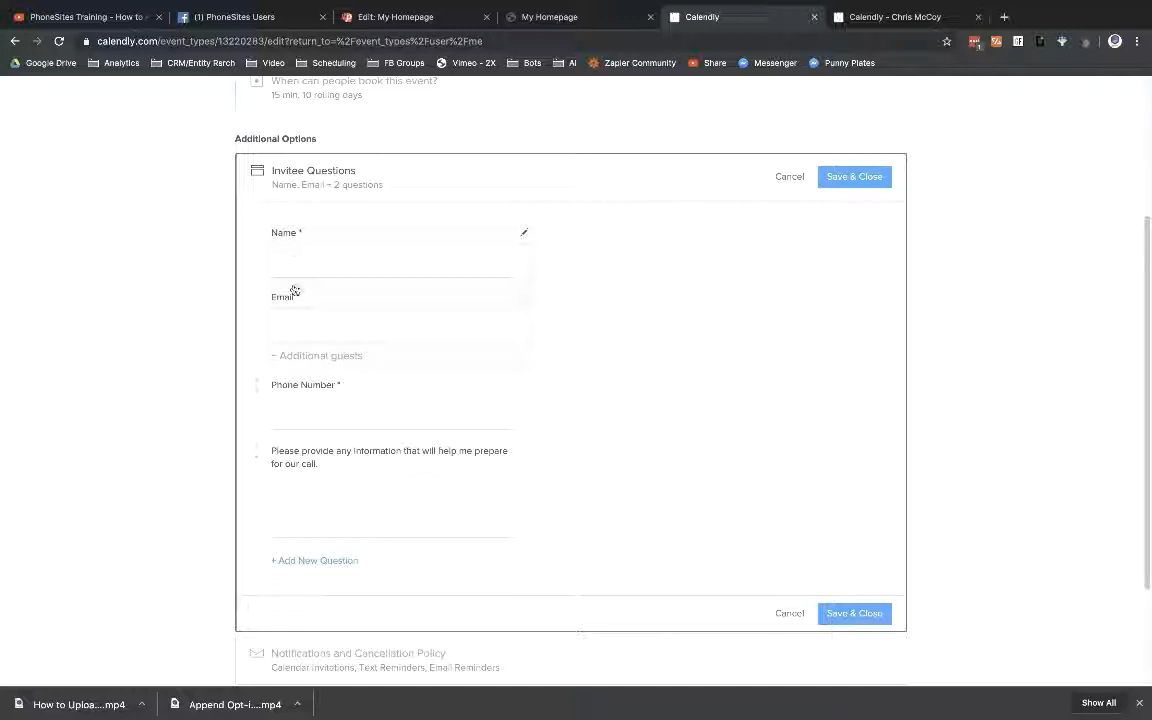 PhoneSites Training - How to
(1) PhoneSites Users
Edit: My Homepage
My Homepage
Calendly
Calendly - Chris McCoy
calendly.com/event_types/13220283/edit?return_to=%2Fevent_types%2Fuser%2Fme
Google Drive
Analytics
CRM/Entity Rsrch
Video
Scheduling
FB Groups
Vimeo - 2X
Bots
AI
Zapier Community
Share
Messenger
Punny Plates
When can people book this event?
15 min, 10 rolling days
Additional Options
Invitee Questions
Name, Email + 2 questions
Cancel
Save & Close
Name *
Email
+ Additional guests
Phone Number *
Please provide any information that will help me prepare
for our call.
+ Add New Question
Cancel
Save & Close
Notifications and Cancellation Policy
Calendar Invitations, Text Reminders, Email Reminders
How to Uploa....mp4
Append Opt-i....mp4
Show All